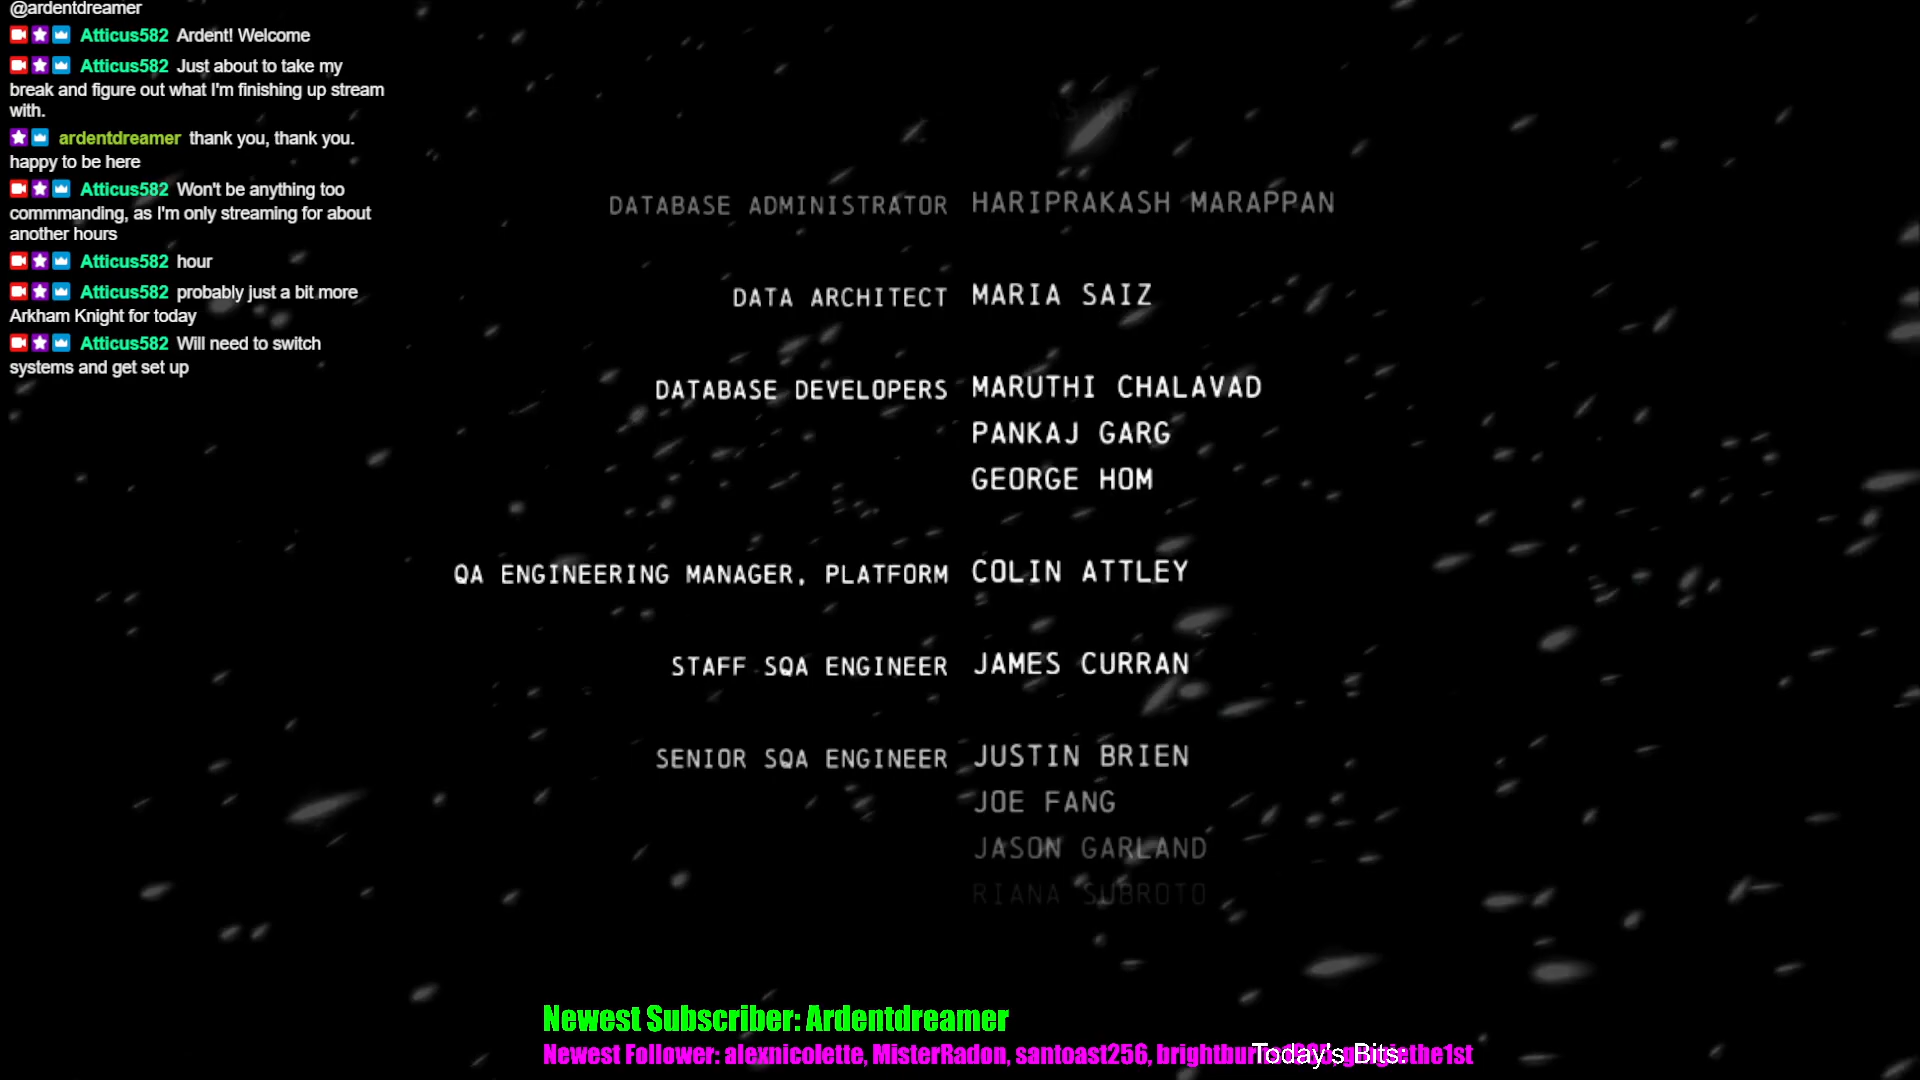 @ardentdreamer
Atticus582 Ardent! Welcome
Atticus582 Just about to take my
break and figure out what I'm finishing up stream
with.
ardentdreamer thank you, thank you.
happy to be here
Atticus582 Won't be anything too
commmanding, as I'm only streaming for about
another hours
Atticus582 hour
Atticus582 probably just a bit more
Arkham Knight for today
Atticus582 Will need to switch
systems and get set up
DATABASE ADMINISTRATOR HARIPRAKASH MARAPPAN
DATA ARCHITECT MARIA SAIZ
DATABASE DEVELOPERS MARUTHI CHALAVAD
PANKAJ GARG
GEORGE HOM
QA ENGINEERING MANAGER, PLATFORM COLIN ATTLEY
STAFF SQA ENGINEER JAMES CURRAN
SENIOR SQA ENGINEER JUSTIN BRIEN
JOE FANG
JASON GARLAND
RIANA SUBROTO
Newest Subscriber: Ardentdreamer
Newest Follower: alexnicolette, MisterRadon, santoast256,
Today's Bits: